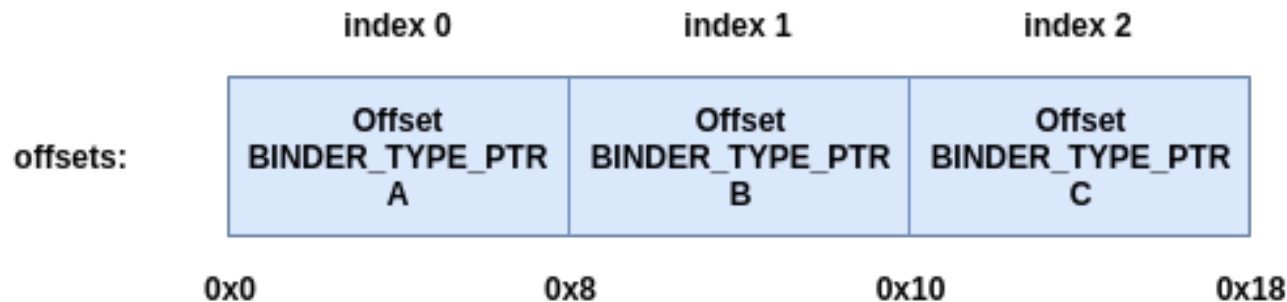 index 0 index 1 index 2
Offset Offset Offset
offsets: BINDER_TYPE_PTR BINDER_TYPE_PTR BINDER_TYPE_PTR
A B C
0x0 0x8 0x10 0x18